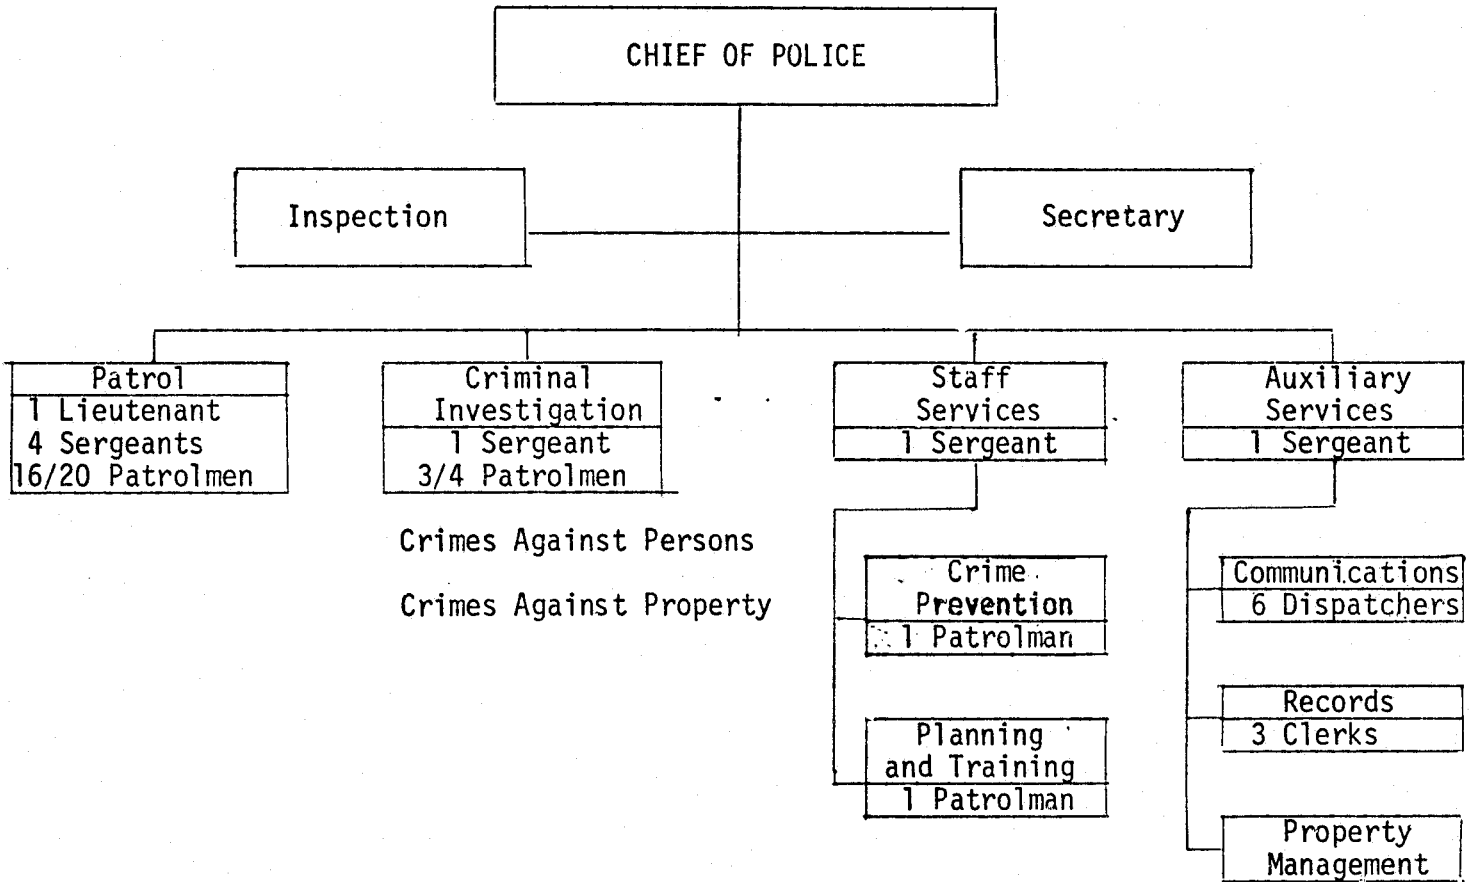 CHIEF OF POLICE
Inspection
Secretary
Patrol
1 Lieutenant
4 Sergeants
16/20 Patrolmen
Criminal
Investigation
1 Sergeant
3/4 Patrolmen
Crimes Against Persons
Crimes Against Property
Staff
Services
1 Sergeant
Crime
Prevention
1 Patrolman
Planning
and Training
1 Patrolman
Auxiliary
Services
1 Sergeant
Communications
6 Dispatchers
Records
3 Clerks
Property
Management